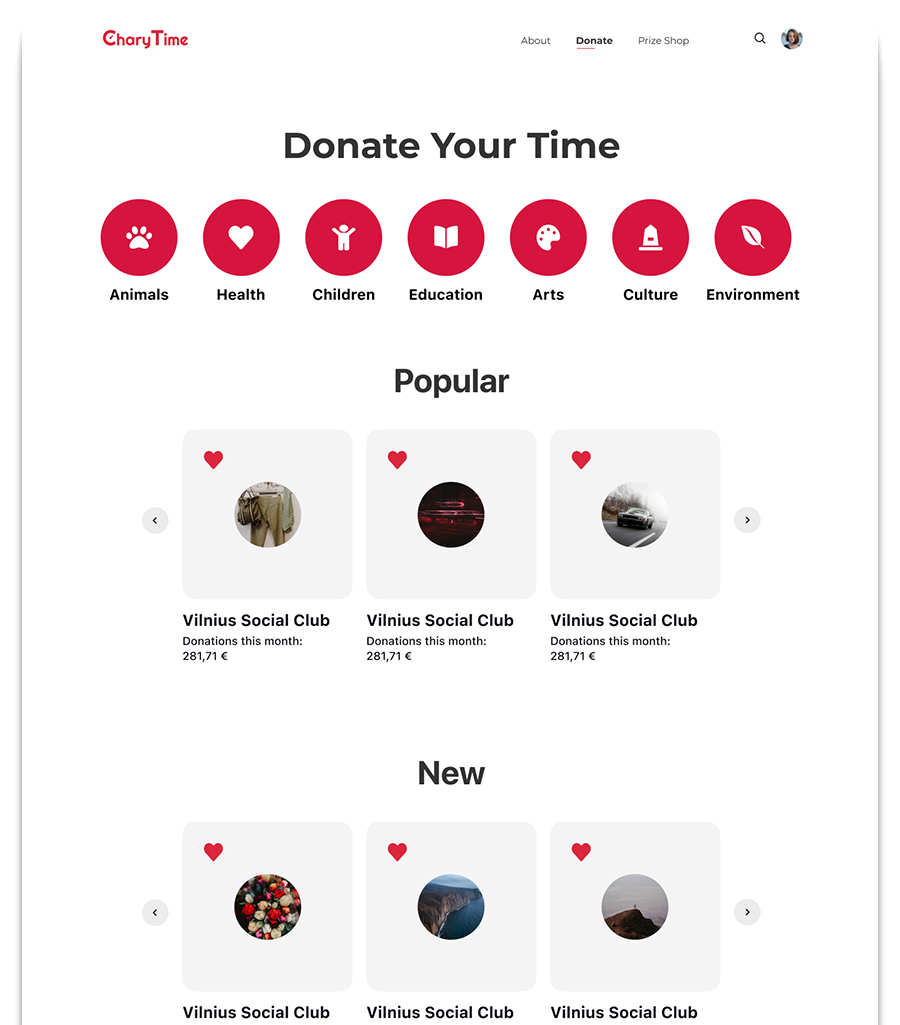 CharyTime
About Donate Prize Shop
Donate Your Time
Animals Health Children Education Arts Culture Environment
Popular
Vilnius Social Club Vilnius Social Club Vilnius Social Club
Donations this month: Donations this month: Donations this month:
281,71 € 281,71 € 281,71 €
New
Vilnius Social Club Vilnius Social Club Vilnius Social Club